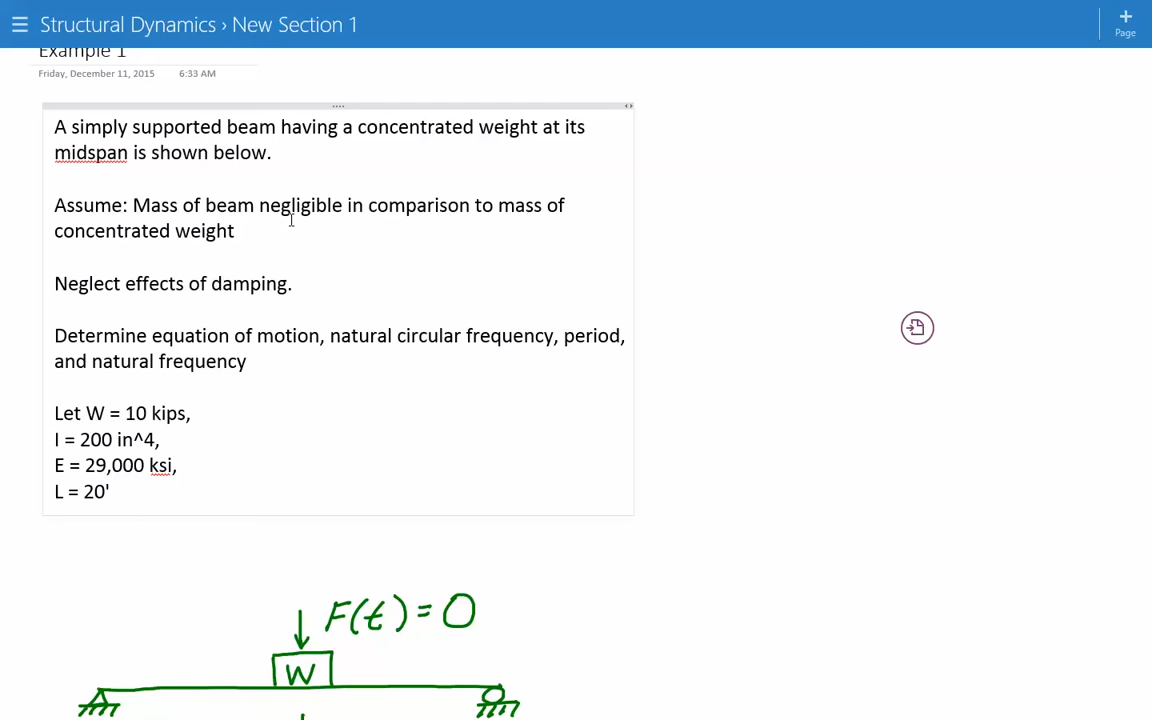 Structural Dynamics › New Section 1
Page
Example 1
Friday, December 11, 2015 6:33 AM
A simply supported beam having a concentrated weight at its
midspan is shown below.
Assume: Mass of beam negligible in comparison to mass of
concentrated weight
Neglect effects of damping.
Determine equation of motion, natural circular frequency, period,
and natural frequency
Let W = 10 kips,
I = 200 in^4,
E = 29,000 ksi,
L = 20'
F(t) = 0
W